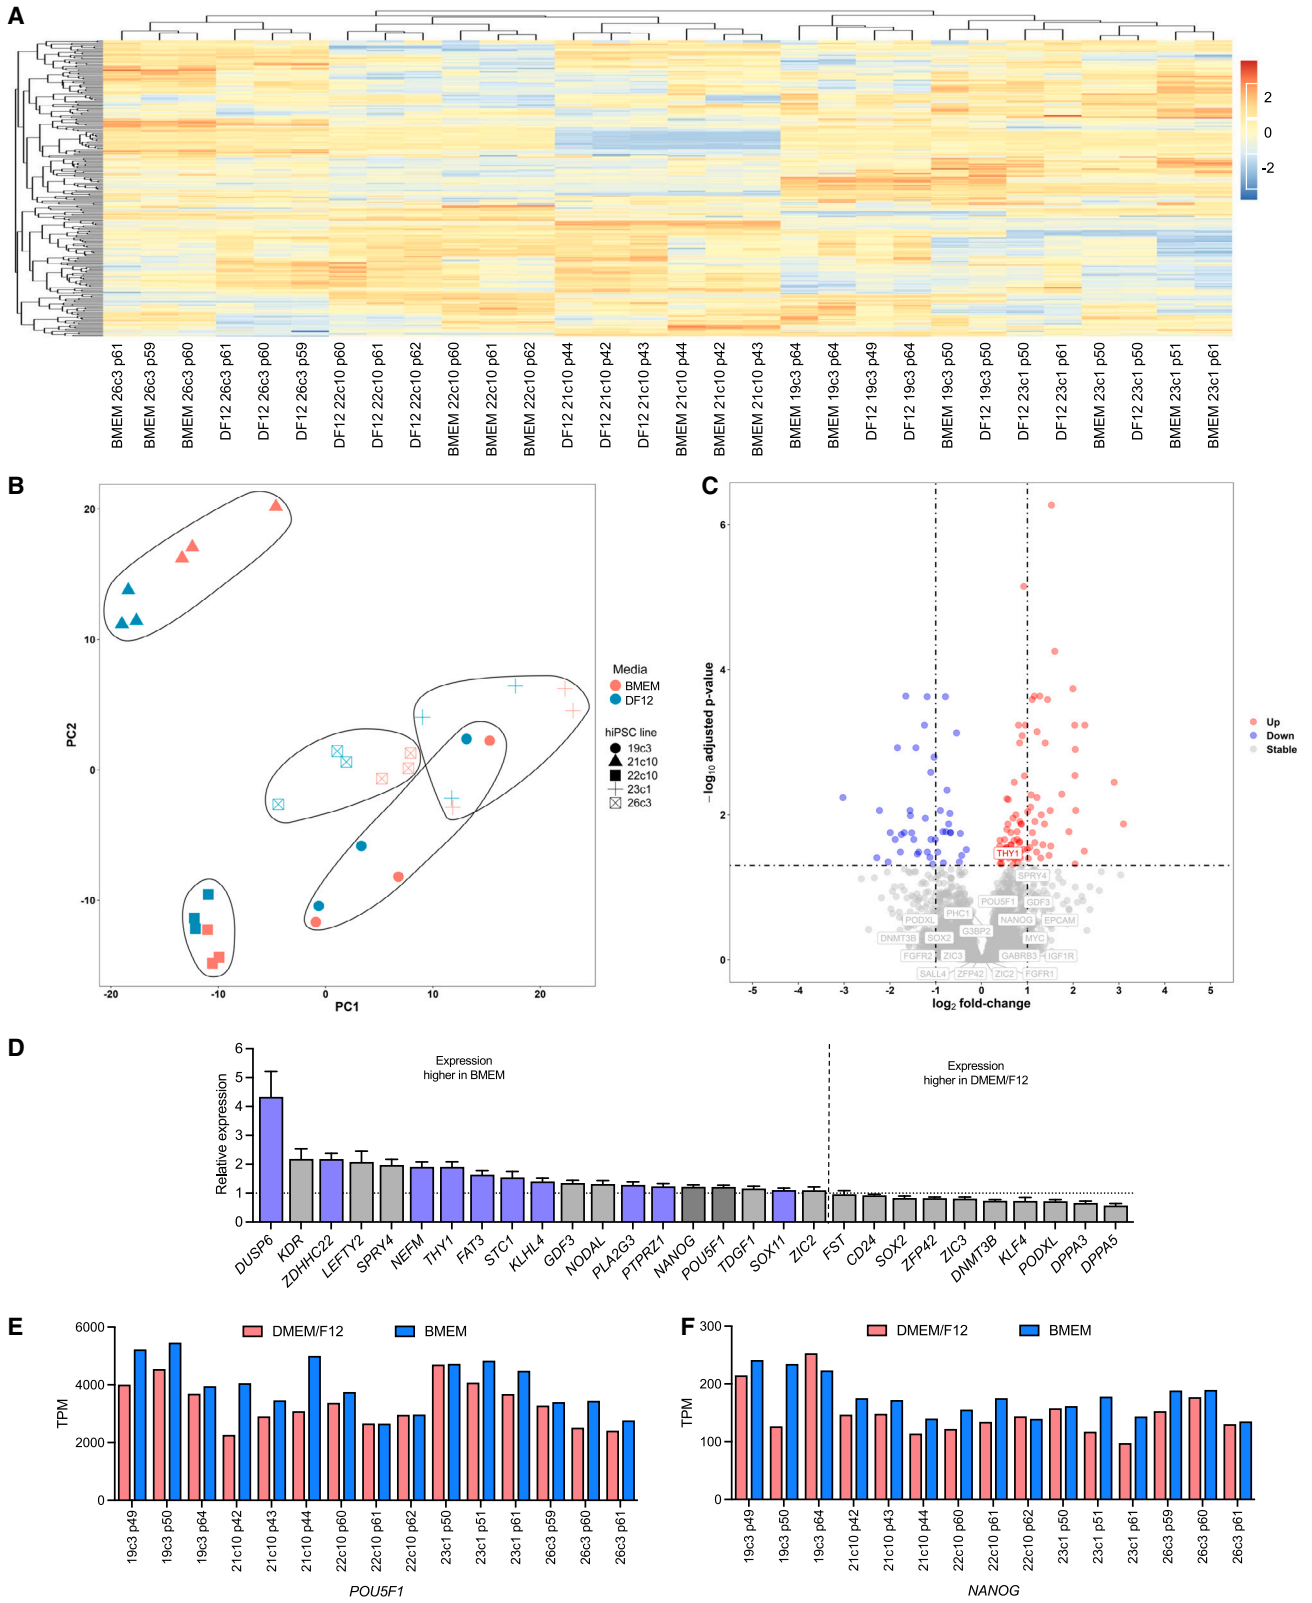 A
2
0
-2
BMEM 26c3 p61
BMEM 26c3 p59
BMEM 26c3 p60
DF12 26c3 p61
DF12 26c3 p60
DF12 26c3 p59
DF12 22c10 p60
DF12 22c10 p61
DF12 22c10 p62
BMEM 22c10 p60
BMEM 22c10 p61
BMEM 22c10 p62
DF12 21c10 p44
DF12 21c10 p42
DF12 21c10 p43
BMEM 21c10 p44
BMEM 21c10 p42
BMEM 21c10 p43
BMEM 19c3 p64
BMEM 19c3 p64
DF12 19c3 p49
DF12 19c3 p64
BMEM 19c3 p50
DF12 19c3 p50
DF12 23c1 p50
DF12 23c1 p61
BMEM 23c1 p50
DF12 23c1 p50
BMEM 23c1 p51
BMEM 23c1 p61
B
20
10
0
-10
PC2
-20
-10
0
10
20
PC1
Media
BMEM
DF12
hiPSC line
19c3
21c10
22c10
23c1
26c3
C
6
4
2
0
−log10 adjusted p-value
THY1
SPRY4
POU5F1
GDF3
PHC1
PODXL
NANOG
EPCAM
G3BP2
DNMT3B
SOX2
MYC
FGFR2
ZIC3
GABRB3
IGF1R
SALL4
ZFP42
ZIC2
FGFR1
-5
-4
-3
-2
-1
0
1
2
3
4
5
log2 fold-change
Up
Down
Stable
D
Relative expression
6
5
4
3
2
1
0
Expression
higher in BMEM
Expression
higher in DMEM/F12
DUSP6
KDR
ZDHHC22
LEFTY2
SPRY4
NEFM
THY1
FAT3
STC1
KLHL4
GDF3
NODAL
PLA2G3
PTPRZ1
NANOG
POU5F1
TDGF1
SOX11
ZIC2
FST
CD24
SOX2
ZFP42
ZIC3
DNMT3B
KLF4
PODXL
DPPA3
DPPA5
E
DMEM/F12
BMEM
TPM
6000
4000
2000
0
19c3 p49
19c3 p50
19c3 p64
21c10 p42
21c10 p43
21c10 p44
22c10 p60
22c10 p61
22c10 p62
23c1 p50
23c1 p51
23c1 p61
26c3 p59
26c3 p60
26c3 p61
POU5F1
F
DMEM/F12
BMEM
TPM
300
200
100
0
19c3 p49
19c3 p50
19c3 p64
21c10 p42
21c10 p43
21c10 p44
22c10 p60
22c10 p61
22c10 p62
23c1 p50
23c1 p51
23c1 p61
26c3 p59
26c3 p60
26c3 p61
NANOG